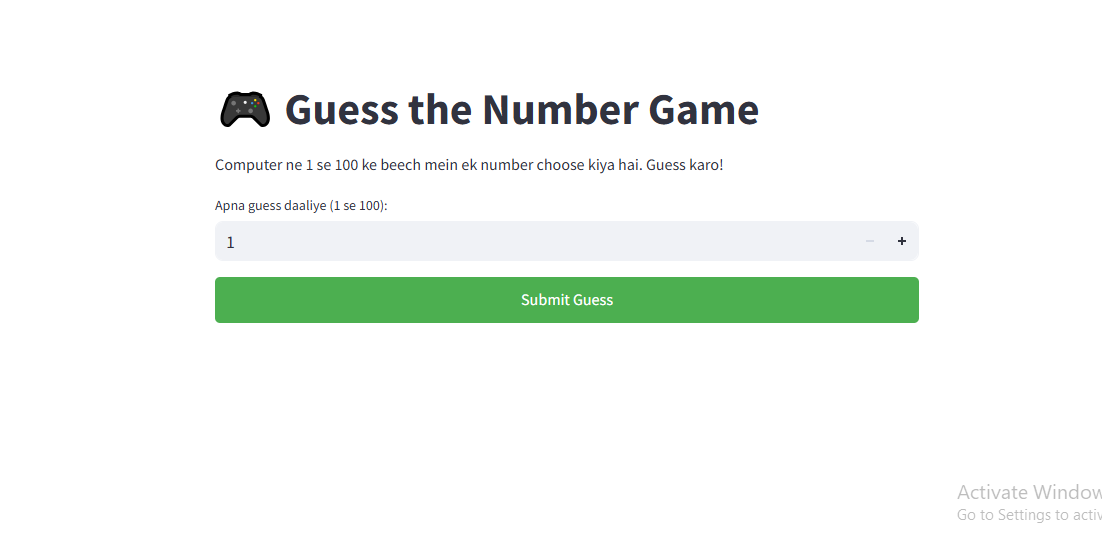 Guess the Number Game
Computer ne 1 se 100 ke beech mein ek number choose kiya hai. Guess karo!
Apna guess daaliye (1 se 100):
1
Submit Guess
Activate Window
Go to Settings to activ